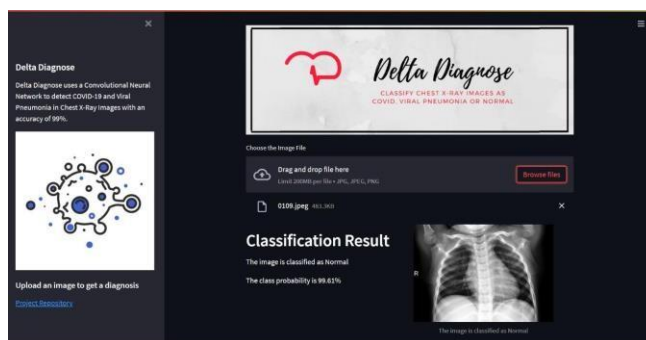 Delta Diagnose
Delta Diagnose uses a Convolutional Neural
Network to detect COVID-19 and Viral
Pneumonia in Chest X-Ray Images with an
accuracy of 99%.
Upload an image to get a diagnosis
Project Repository
Delta Diagnose
CLASSIFY CHEST X-RAY IMAGES AS
COVID, VIRAL PNEUMONIA OR NORMAL
Choose the Image File
Drag and drop file here
Limit 200MB per file • JPG, JPEG, PNG
Browse files
0109.jpeg
Classification Result
The image is classified as Normal
The class probability is 99.61%
R
The image is classified as Normal